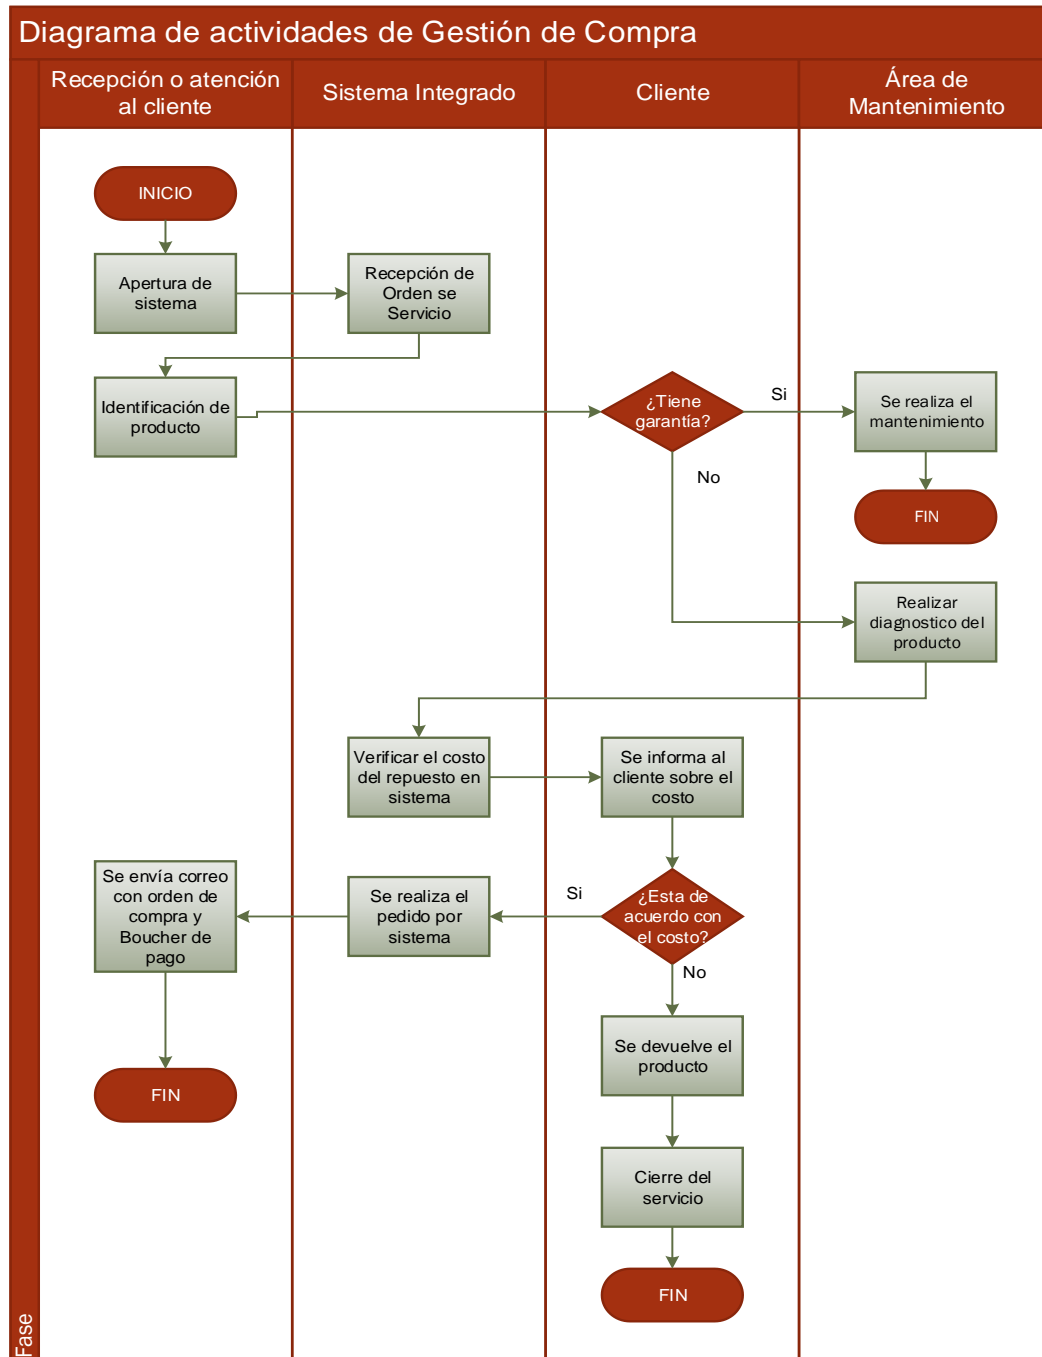 Diagrama de actividades de Gestión de Compra
Recepción o atención
al cliente
Sistema Integrado
Cliente
Área de
Mantenimiento
INICIO
Apertura de
sistema
Recepción de
Orden se
Servicio
Identificación de
producto
¿Tiene
garantía?
Si
Se realiza el
mantenimiento
No
FIN
Realizar
diagnostico del
producto
Verificar el costo
del repuesto en
sistema
Se informa al
cliente sobre el
costo
Se envía correo
con orden de
compra y
Boucher de
pago
Se realiza el
pedido por
sistema
Si
¿Esta de
acuerdo con
el costo?
No
Se devuelve el
producto
FIN
Cierre del
servicio
FIN
Fase